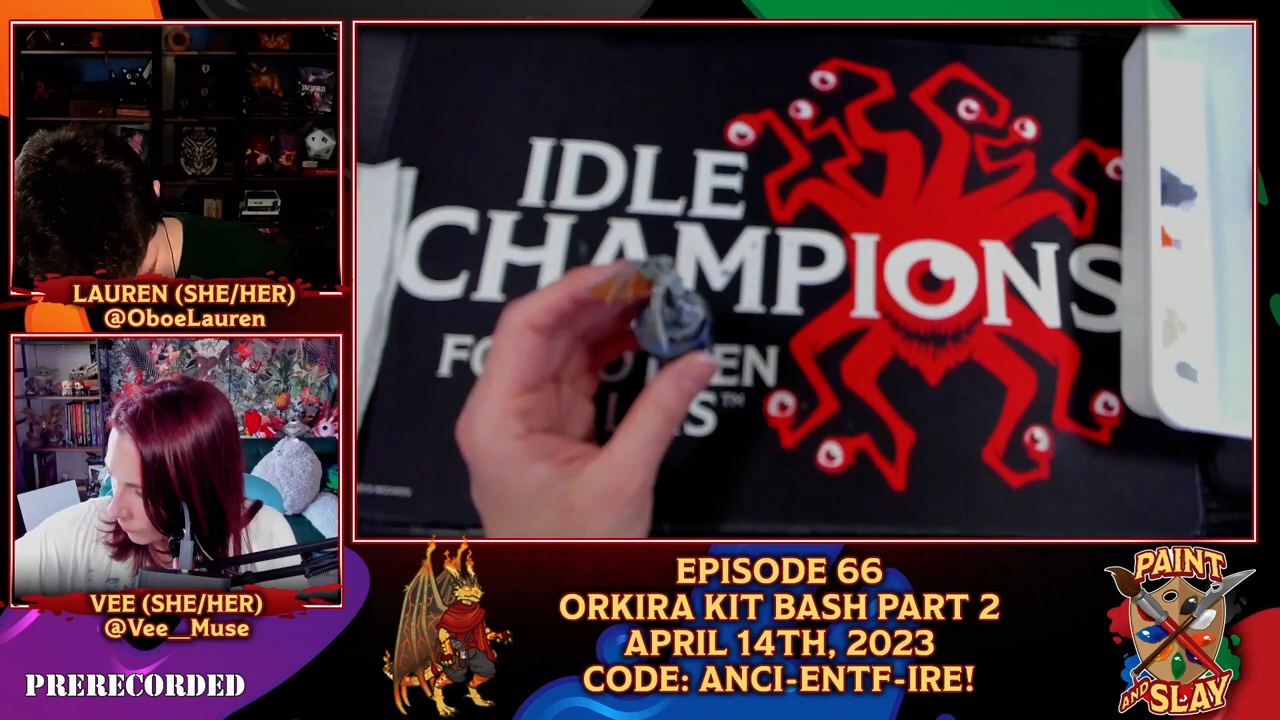 LAUREN (SHE/HER)
@OboeLauren
VEE (SHE/HER)
@Vee__Muse
PRERECORDED
IDLE
CHAMPIONS
™
EPISODE 66
ORKIRA KIT BASH PART 2
APRIL 14TH, 2023
CODE: ANCI-ENTF-IRE!
PAINT
AND SLAY